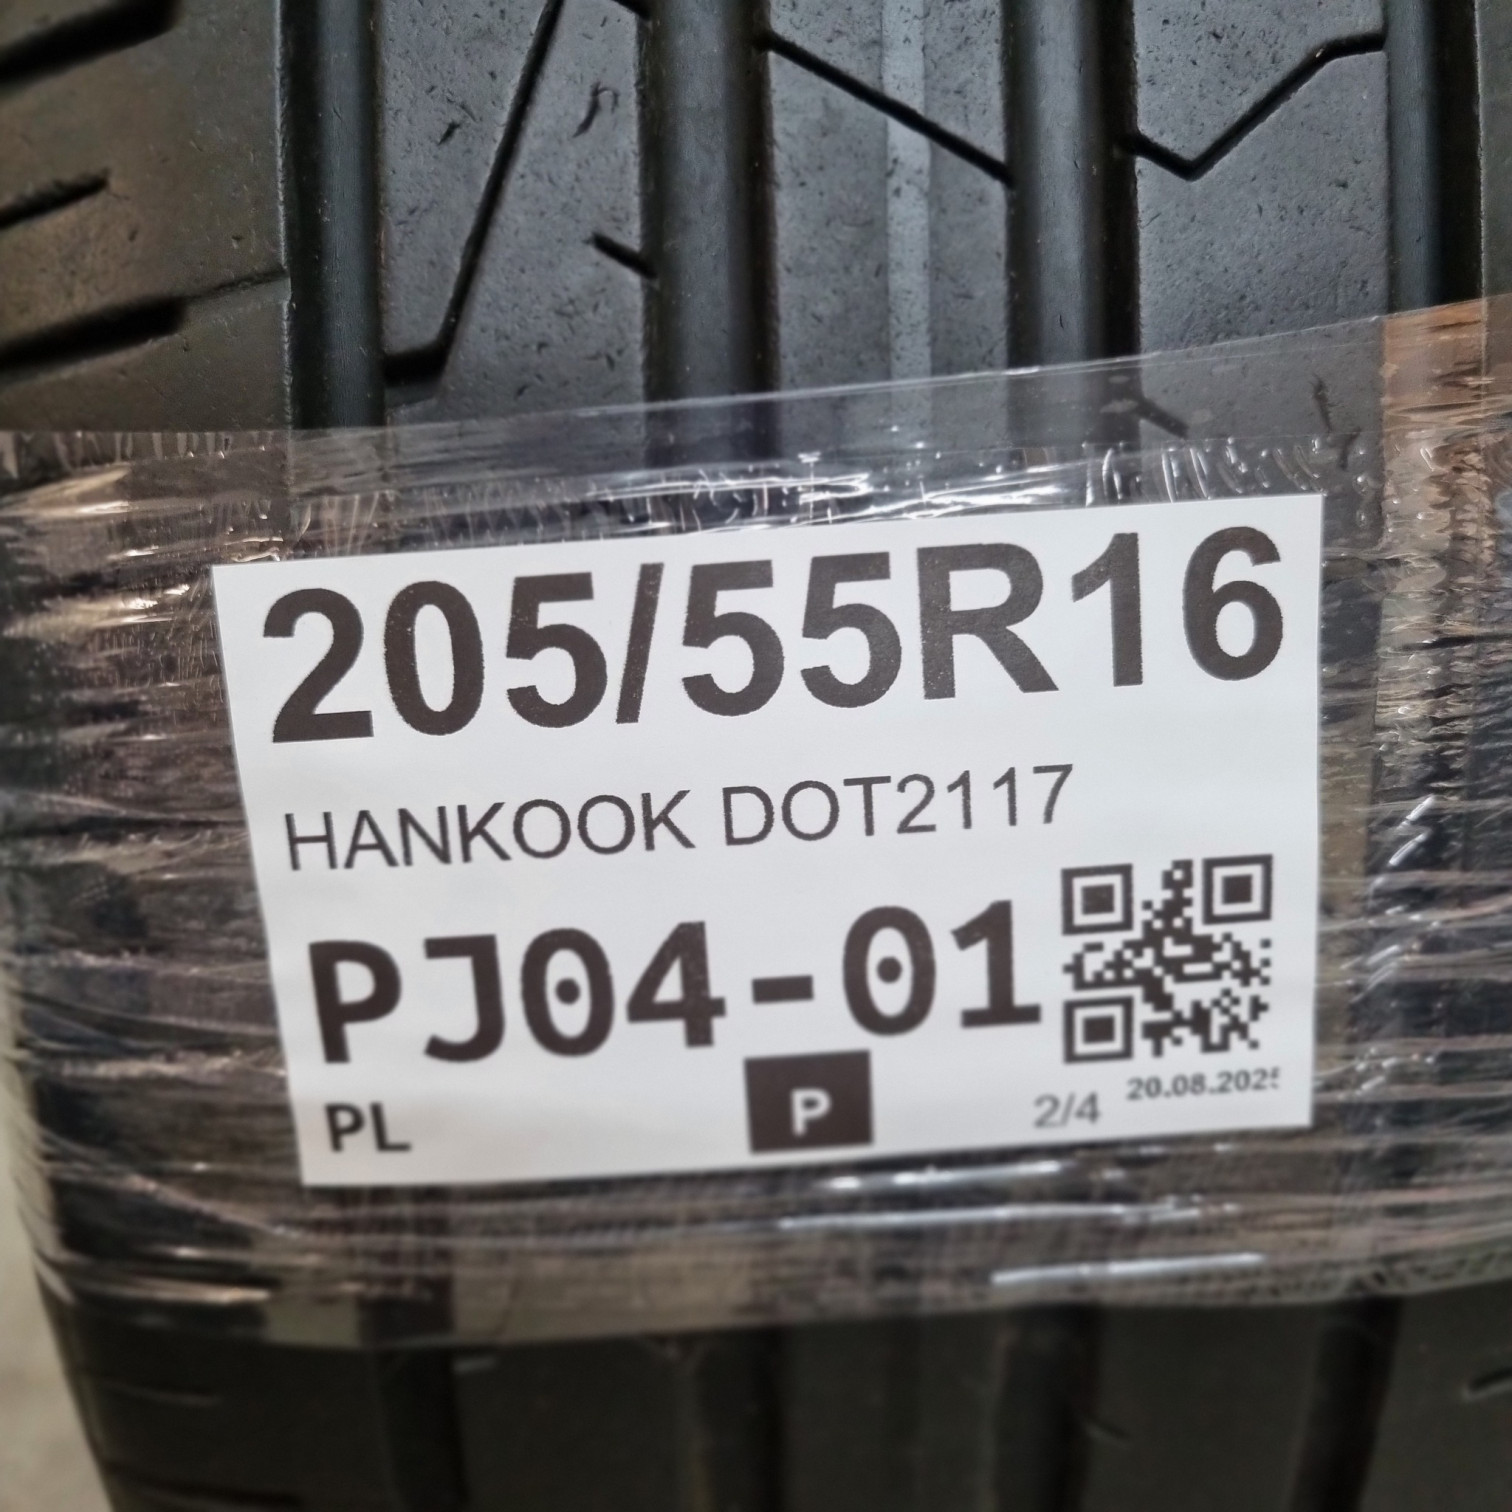 205/55R16
HANKOOK DOT2117
PJ04-01
PL
P
2/4
20.08.2025